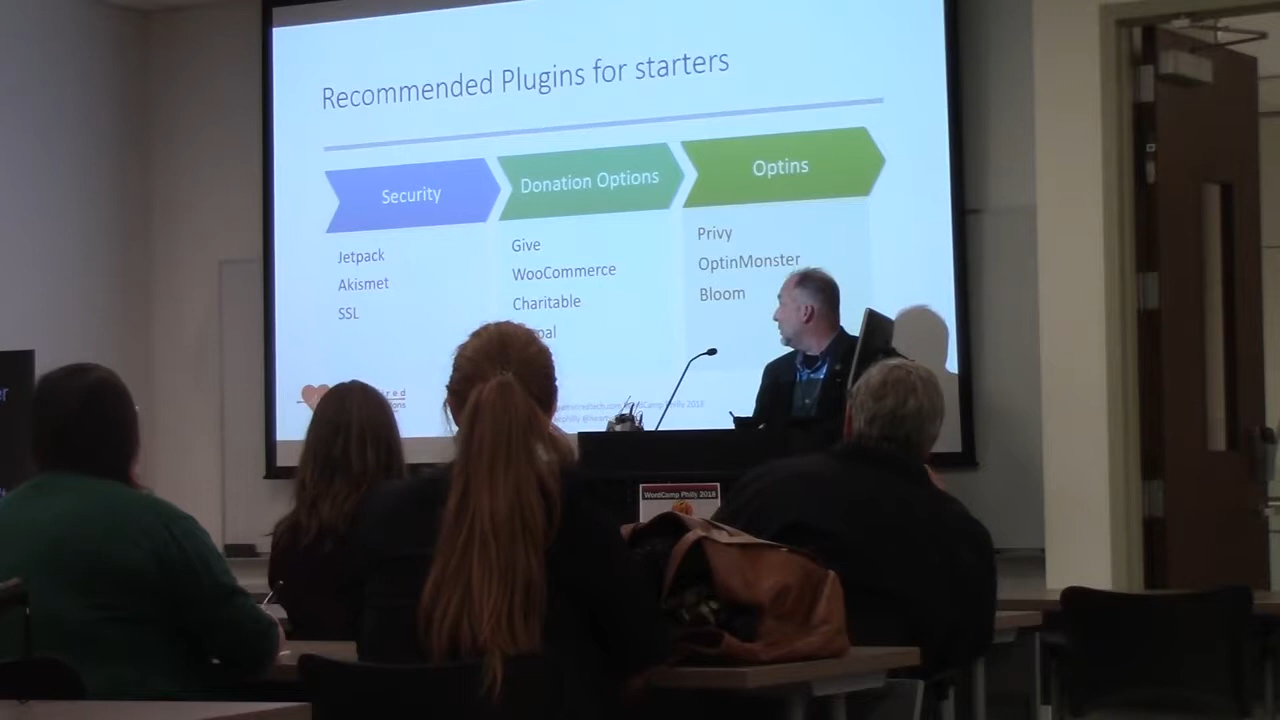 Recommended Plugins for starters
Security
Donation Options
Optins
Jetpack
Akismet
SSL
Give
WooCommerce
Charitable
Privy
OptinMonster
Bloom
WordCamp Philly 2018